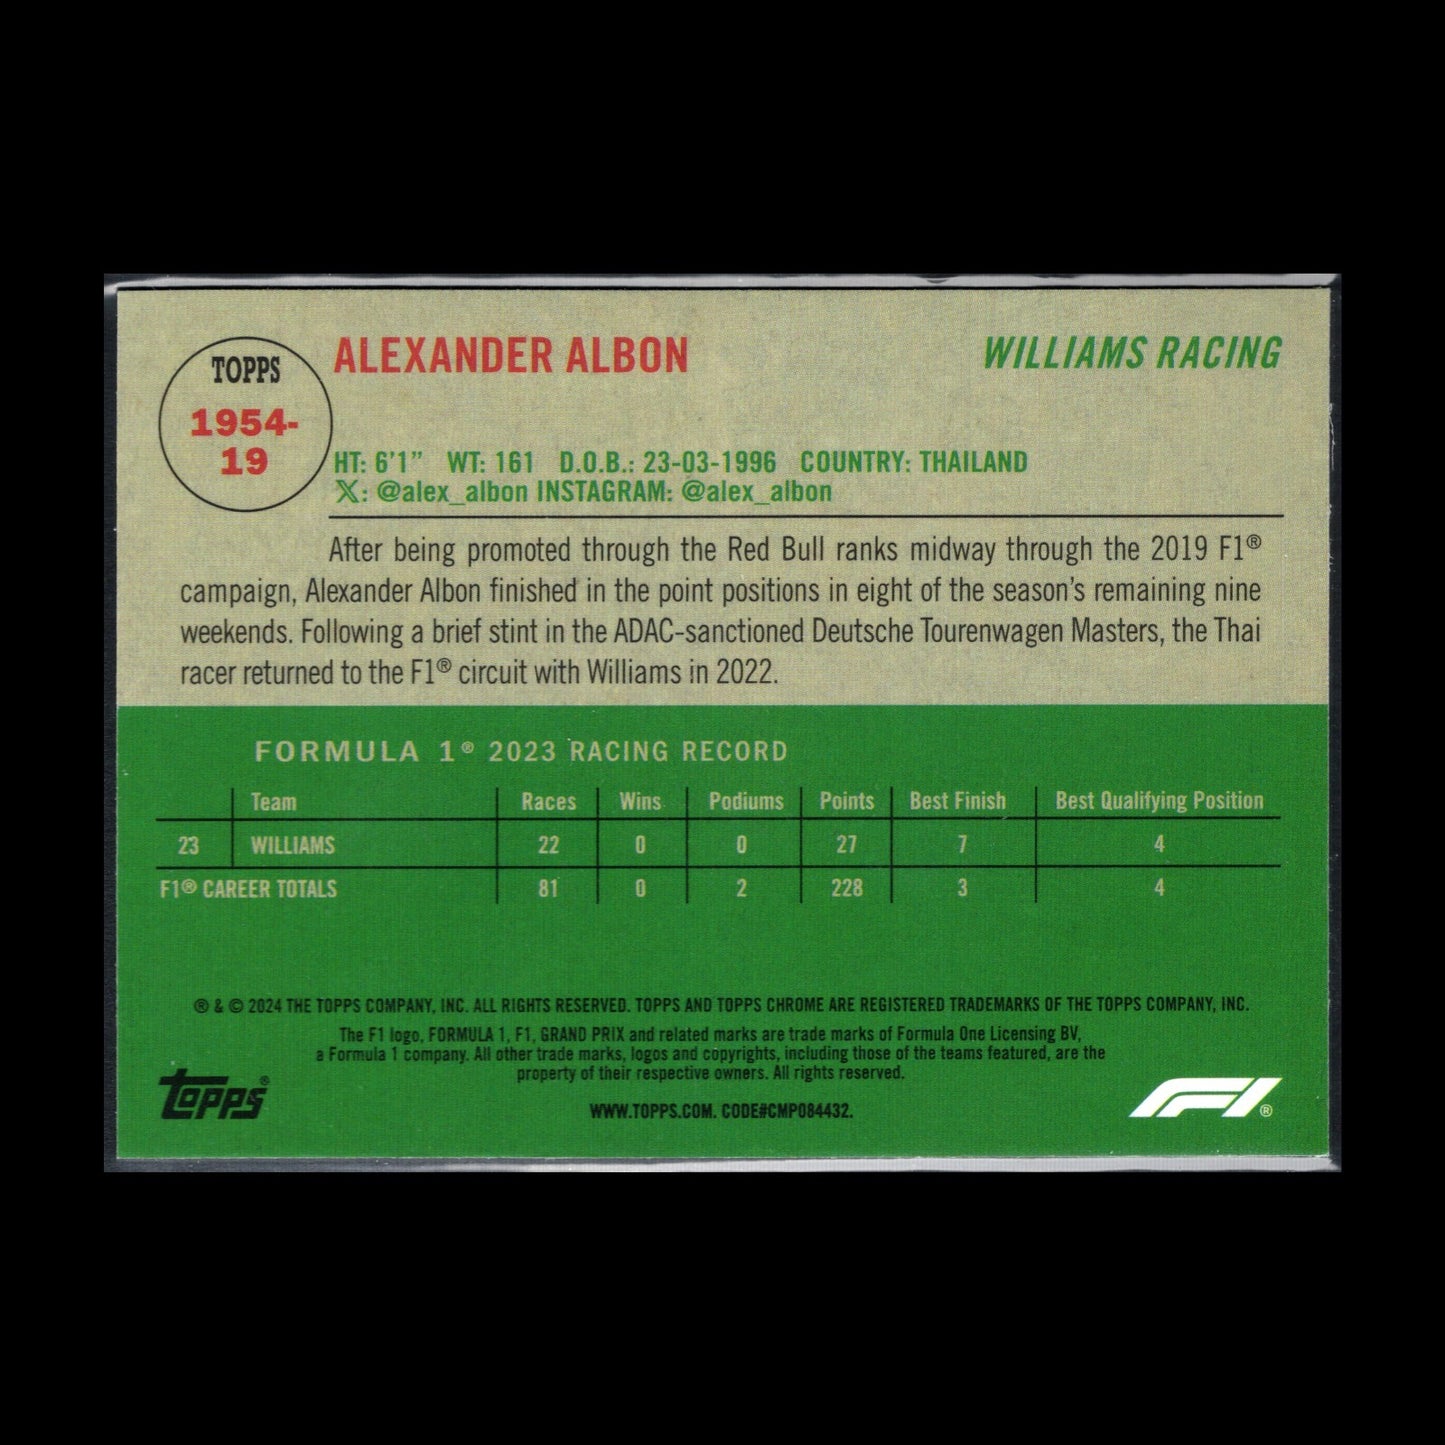 TOPPS
1954-
19
ALEXANDER ALBON
WILLIAMS RACING
HT: 6'1" WT: 161 D.O.B.: 23-03-1996 COUNTRY: THAILAND
𝕏: @alex_albon INSTAGRAM: @alex_albon
After being promoted through the Red Bull ranks midway through the 2019 F1®
campaign, Alexander Albon finished in the point positions in eight of the season's remaining nine
weekends. Following a brief stint in the ADAC-sanctioned Deutsche Tourenwagen Masters, the Thai
racer returned to the F1® circuit with Williams in 2022.
FORMULA 1® 2023 RACING RECORD
Team Races Wins Podiums Points Best Finish Best Qualifying Position
23 WILLIAMS 22 0 0 27 7 4
F1® CAREER TOTALS 81 0 2 228 3 4
® & © 2024 THE TOPPS COMPANY, INC. ALL RIGHTS RESERVED. TOPPS AND TOPPS CHROME ARE REGISTERED TRADEMARKS OF THE TOPPS COMPANY, INC.
The F1 logo, FORMULA 1, F1, GRAND PRIX and related marks are trade marks of Formula One Licensing BV,
a Formula 1 company. All other trade marks, logos and copyrights, including those of the teams featured, are the
property of their respective owners. All rights reserved.
WWW.TOPPS.COM. CODE#CMP084432.
Topps®
F1®